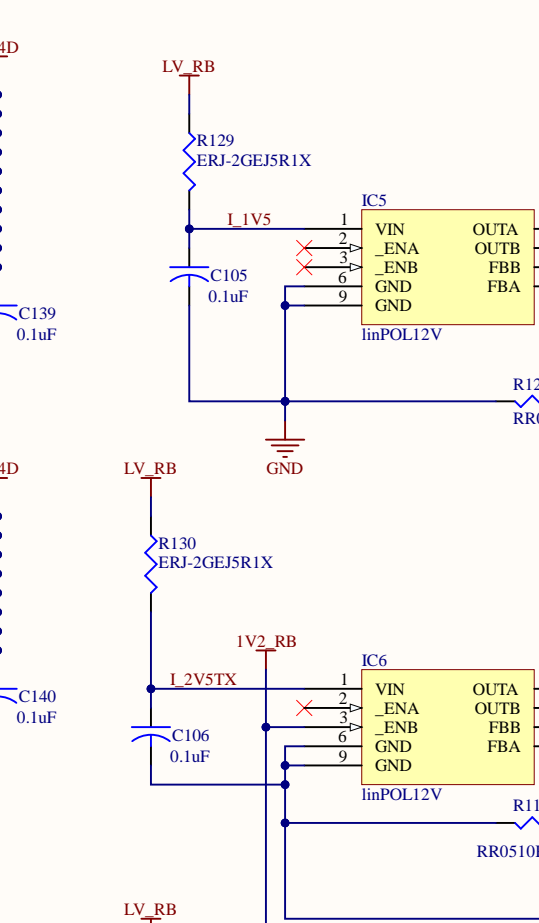 4D
LV_RB
R129
ERJ-2GEJ5R1X
I_1V5
C105
0.1uF
C139
0.1uF
IC5
1 VIN OUTA
2 _ENA OUTB
3 _ENB FBB
6 GND FBA
9 GND
linPOL12V
R12
GND
4D
LV_RB
R130
ERJ-2GEJ5R1X
1V2_RB
I_2V5TX
C106
0.1uF
C140
0.1uF
IC6
1 VIN OUTA
2 _ENA OUTB
3 _ENB FBB
6 GND FBA
9 GND
linPOL12V
R11
RR0510
LV_RB